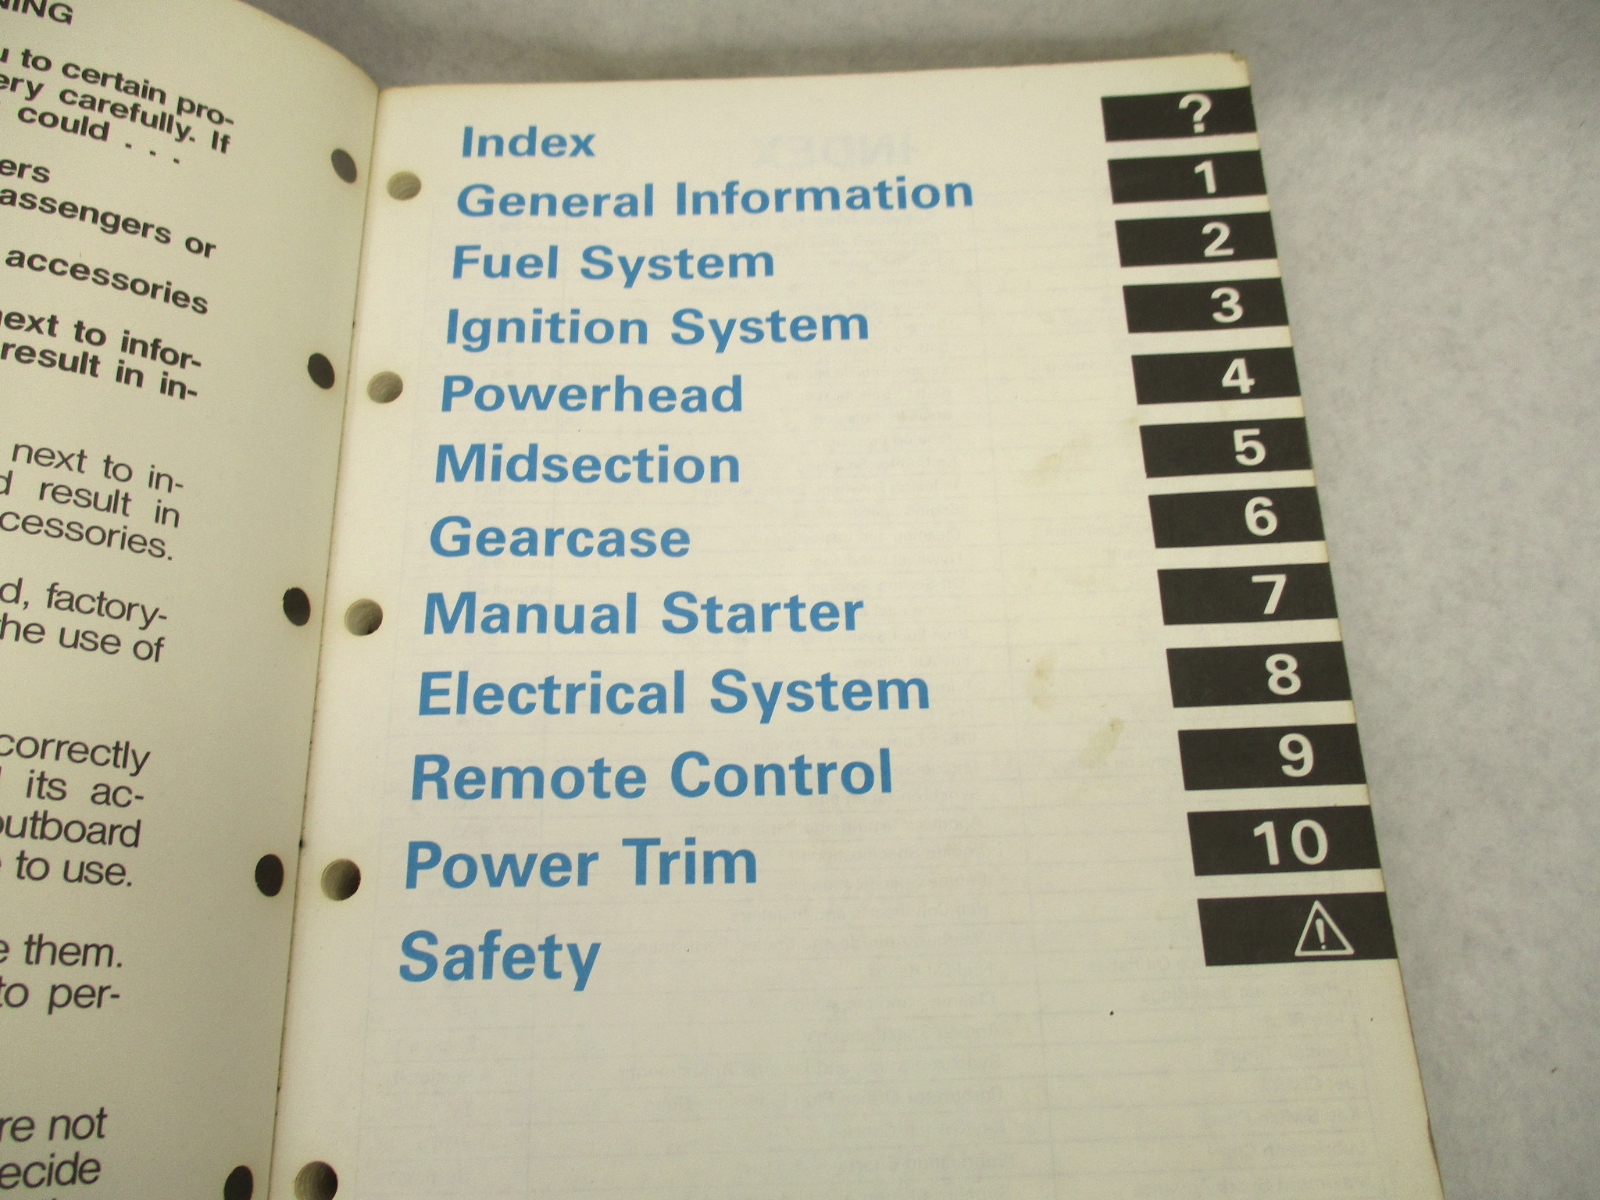 NING
u to certain pro-
ery carefully. If
could . . .
ers
assengers or
accessories
next to infor-
result in in-
next to in-
d result in
ccessories.
d, factory-
the use of
correctly
its ac-
outboard
to use.
e them.
to per-
re not
ecide
Index ?
General Information 1
Fuel System 2
Ignition System 3
Powerhead 4
Midsection 5
Gearcase 6
Manual Starter 7
Electrical System 8
Remote Control 9
Power Trim 10
Safety !